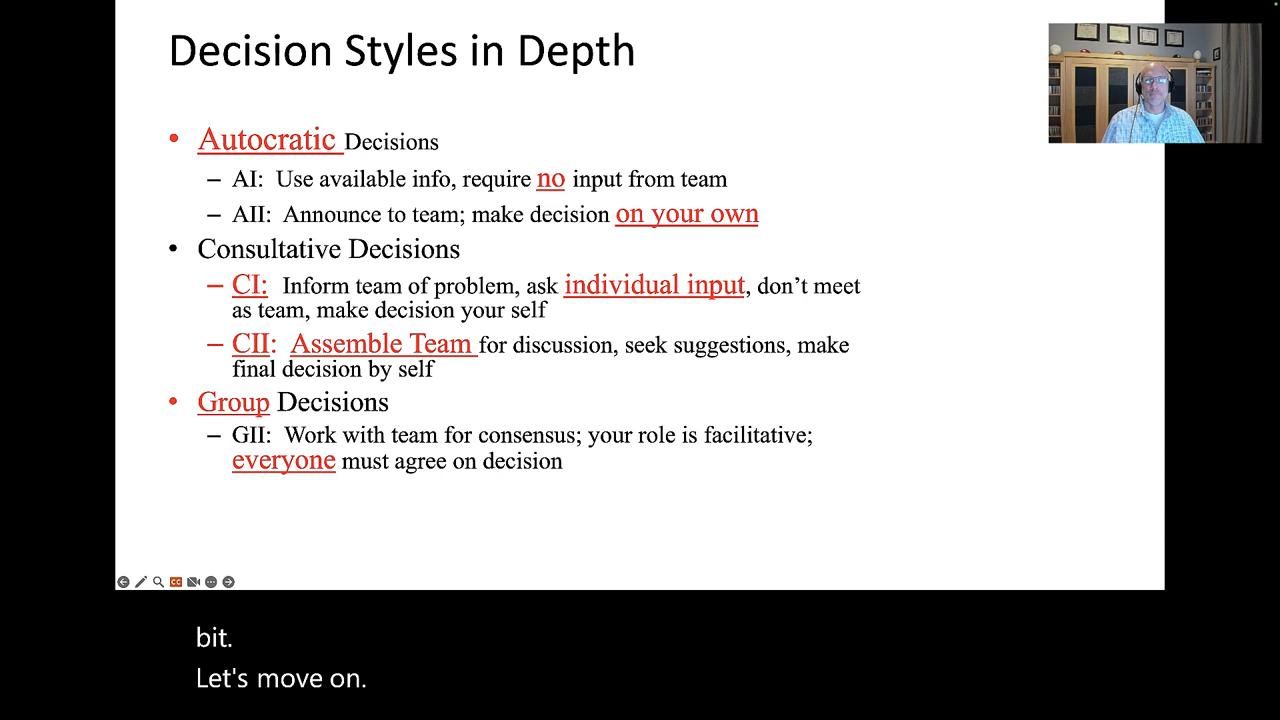 Decision Styles in Depth
• Autocratic Decisions
– AI: Use available info, require no input from team
– AII: Announce to team; make decision on your own
• Consultative Decisions
– CI: Inform team of problem, ask individual input, don’t meet
as team, make decision your self
– CII: Assemble Team for discussion, seek suggestions, make
final decision by self
• Group Decisions
– GII: Work with team for consensus; your role is facilitative;
everyone must agree on decision
CC
bit.
Let's move on.